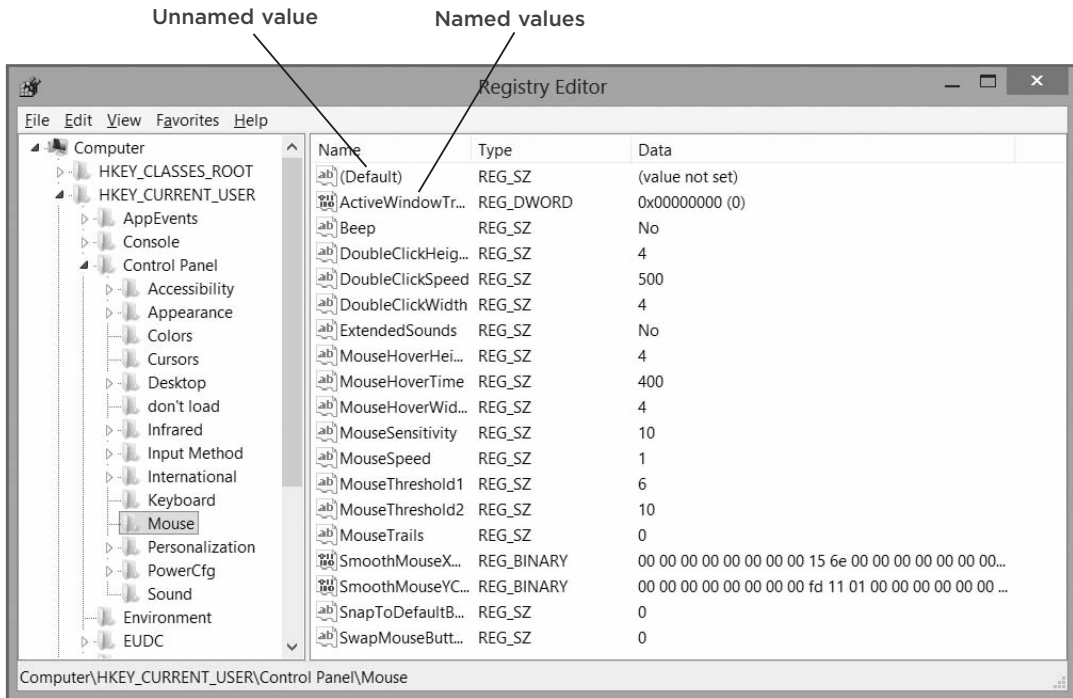 Unnamed value
Named values
Registry Editor
File Edit View Favorites Help
Computer
HKEY_CLASSES_ROOT
HKEY_CURRENT_USER
AppEvents
Console
Control Panel
Accessibility
Appearance
Colors
Cursors
Desktop
don't load
Infrared
Input Method
International
Keyboard
Mouse
Personalization
PowerCfg
Sound
Environment
EUDC
Name Type Data
(Default) REG_SZ (value not set)
ActiveWindowTr... REG_DWORD 0x00000000 (0)
Beep REG_SZ No
DoubleClickHeig... REG_SZ 4
DoubleClickSpeed REG_SZ 500
DoubleClickWidth REG_SZ 4
ExtendedSounds REG_SZ No
MouseHoverHei... REG_SZ 4
MouseHoverTime REG_SZ 400
MouseHoverWid... REG_SZ 4
MouseSensitivity REG_SZ 10
MouseSpeed REG_SZ 1
MouseThreshold1 REG_SZ 6
MouseThreshold2 REG_SZ 10
MouseTrails REG_SZ 0
SmoothMouseX... REG_BINARY 00 00 00 00 00 00 00 00 15 6e 00 00 00 00 00 00 00...
SmoothMouseYC... REG_BINARY 00 00 00 00 00 00 00 00 fd 11 01 00 00 00 00 00 00 ...
SnapToDefaultB... REG_SZ 0
SwapMouseButt... REG_SZ 0
Computer\HKEY_CURRENT_USER\Control Panel\Mouse